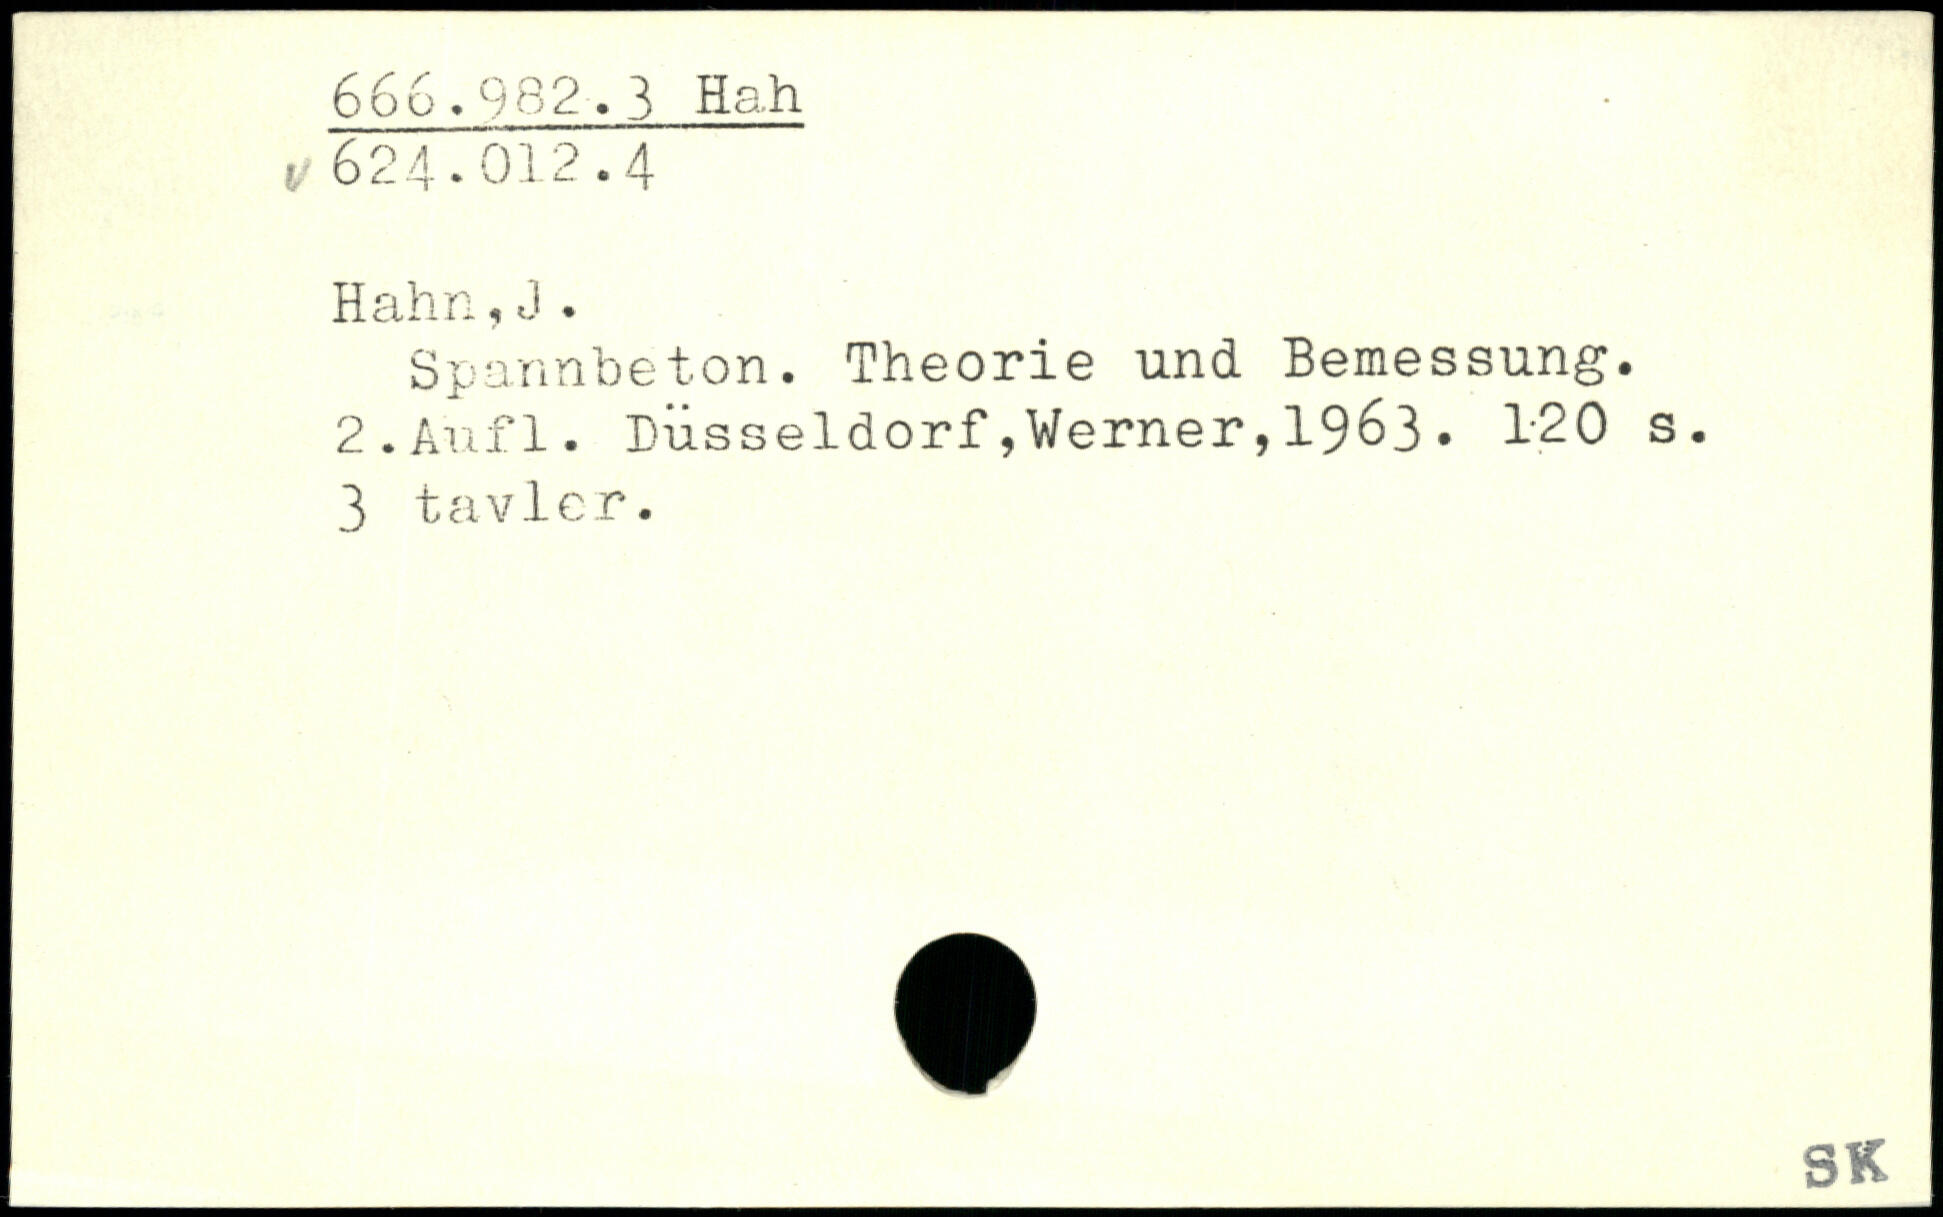 666.982.3 Hah
v 624.012.4
Hahn,J.
Spannbeton. Theorie und Bemessung.
2.Aufl. Düsseldorf,Werner,1963. 120 s.
3 tavler.
SK